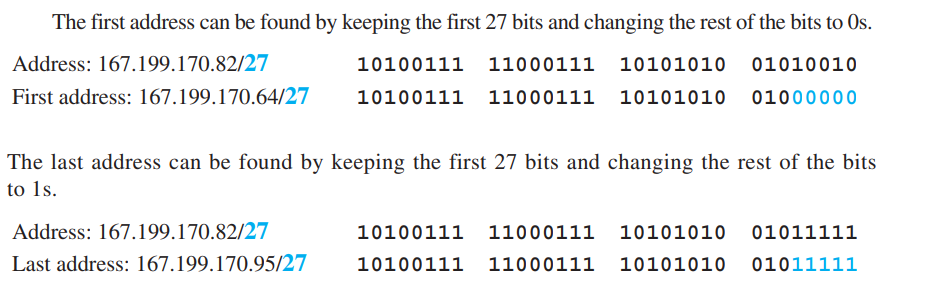 The first address can be found by keeping the first 27 bits and changing the rest of the bits to 0s.
Address: 167.199.170.82/27 10100111 11000111 10101010 01010010
First address: 167.199.170.64/27 10100111 11000111 10101010 01000000
The last address can be found by keeping the first 27 bits and changing the rest of the bits
to 1s.
Address: 167.199.170.82/27 10100111 11000111 10101010 01011111
Last address: 167.199.170.95/27 10100111 11000111 10101010 01011111